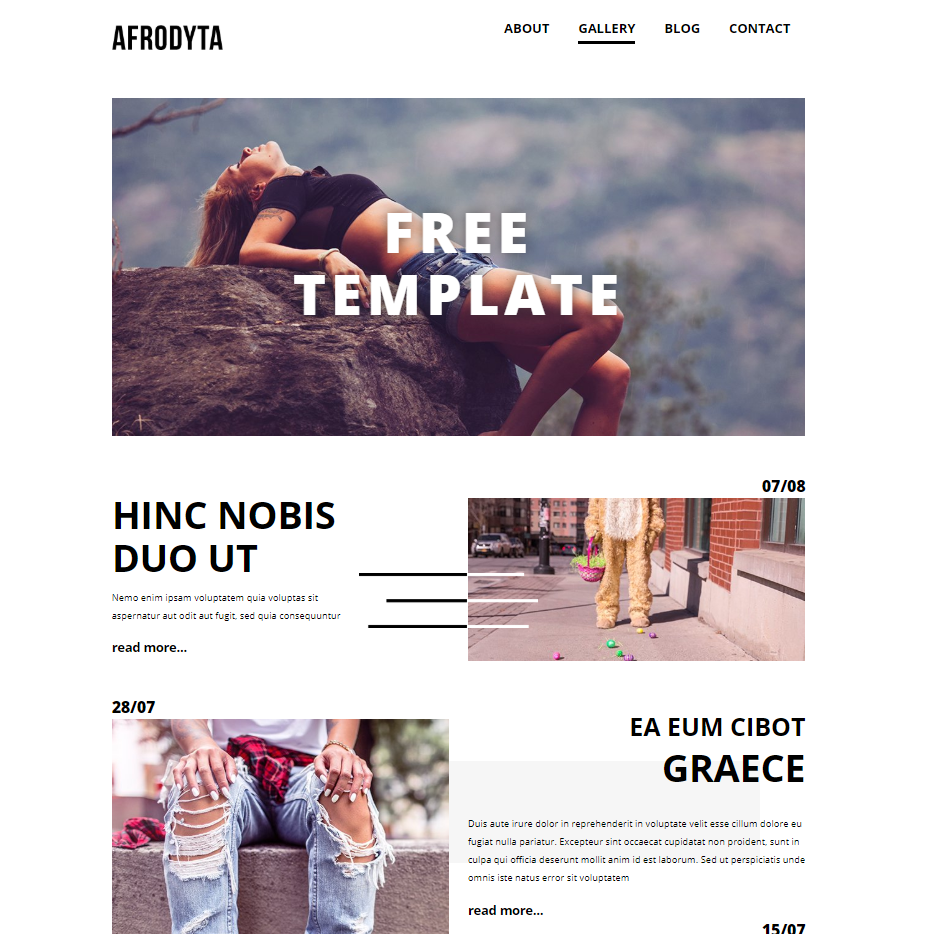 AFRODYTA
ABOUT GALLERY BLOG CONTACT
FREE
TEMPLATE
07/08
HINC NOBIS
DUO UT
Nemo enim ipsam voluptatem quia voluptas sit
aspernatur aut odit aut fugit, sed quia consequuntur
read more...
28/07
EA EUM CIBOT
GRAECE
Duis aute irure dolor in reprehenderit in voluptate velit esse cillum dolore eu
fugiat nulla pariatur. Excepteur sint occaecat cupidatat non proident, sunt in
culpa qui officia deserunt mollit anim id est laborum. Sed ut perspiciatis unde
omnis iste natus error sit voluptatem
read more...
15/07